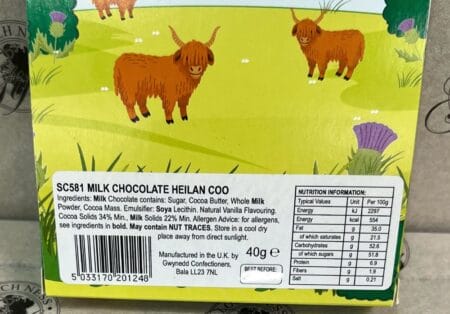 SC581 MILK CHOCOLATE HEILAN COO
Ingredients: Milk Chocolate contains: Sugar, Cocoa Butter, Whole Milk
Powder, Cocoa Mass. Emulsifier: Soya Lecithin. Natural Vanilla Flavouring.
Cocoa Solids 34% Min., Milk Solids 22% Min. Allergen Advice: for allergens,
see ingredients in bold. May contain NUT TRACES. Store in a cool dry
place away from direct sunlight.
Manufactured in the U.K. by
Gwynedd Confectioners,
Bala LL23 7NL
40g e
BEST BEFORE:
5 033170 201248
NUTRITION INFORMATION:
Typical Values Unit Per 100g
Energy kJ 2297
Energy kcal 554
Fat g 35.0
of which saturates g 21.5
Carbohydrates g 52.6
of which sugars g 51.8
Protein g 6.9
Fibres g 1.9
Salt g 0.21